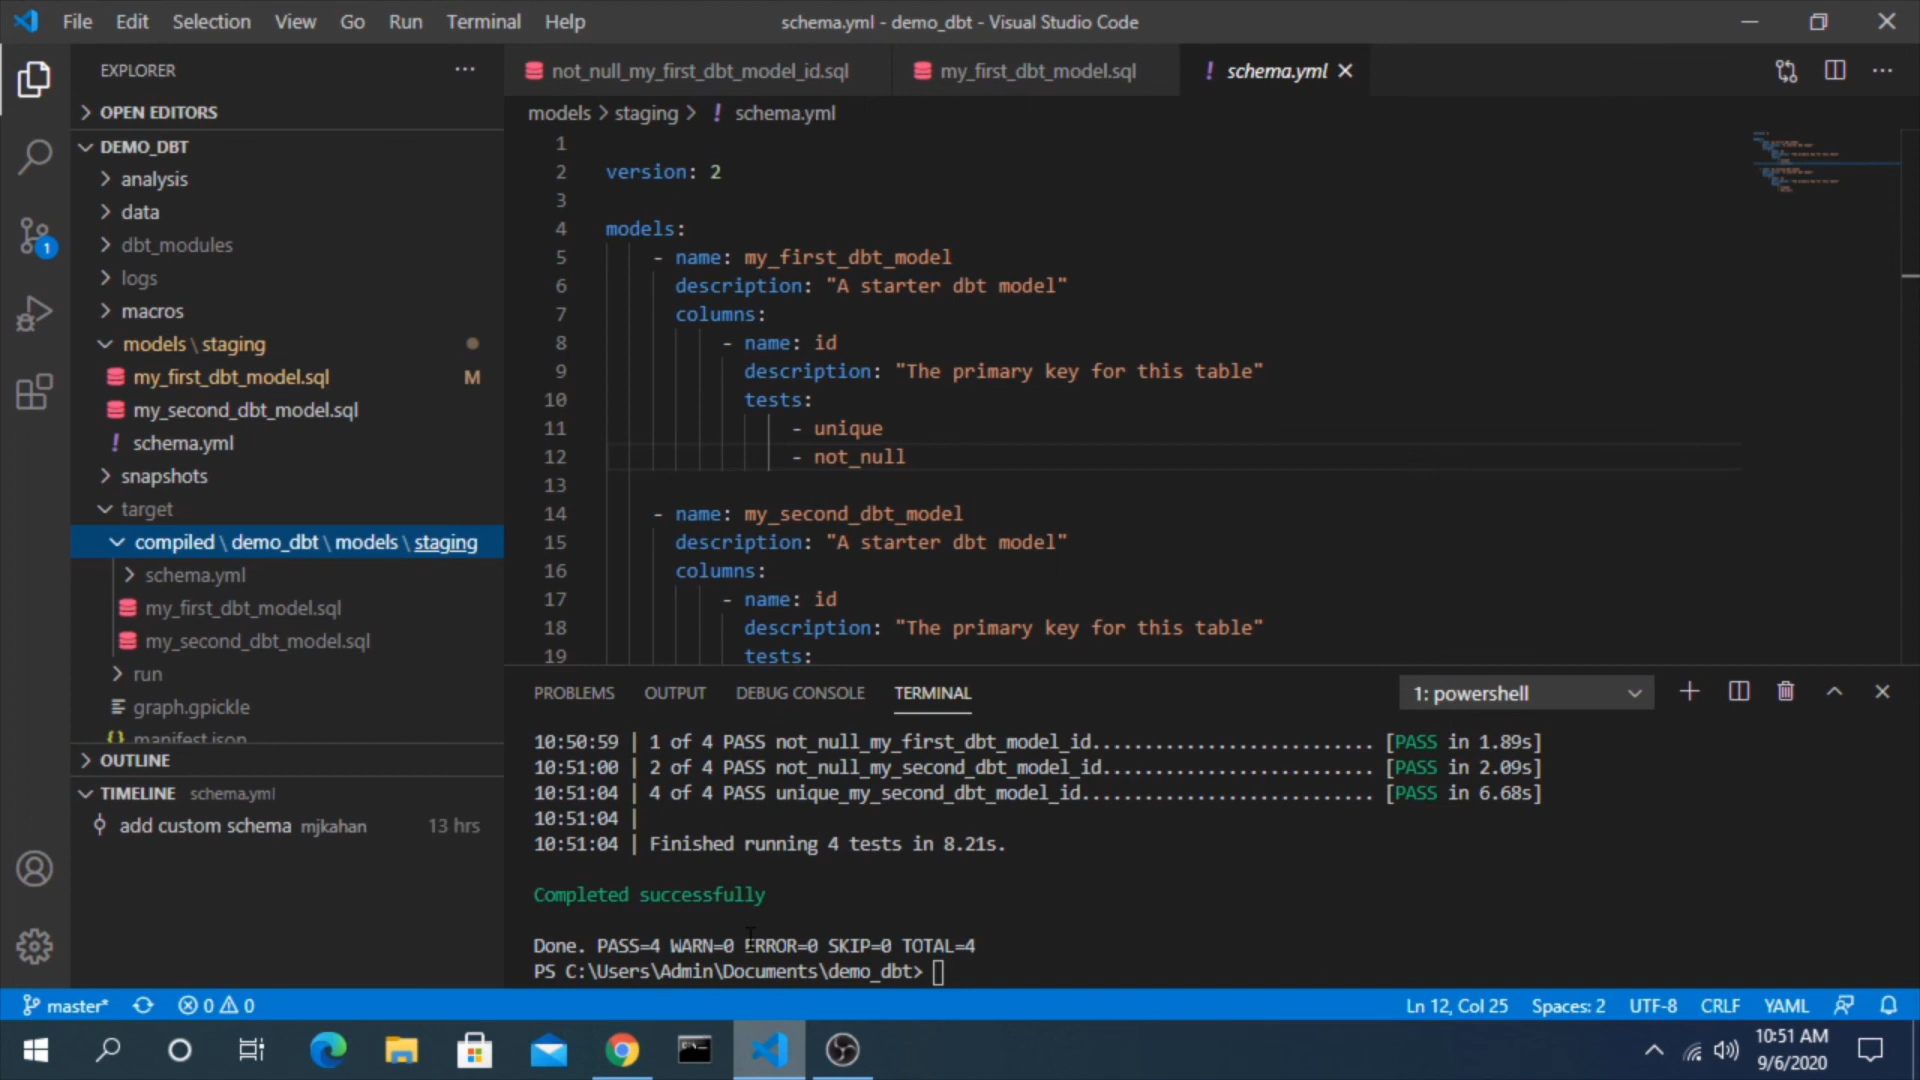 File Edit Selection View Go Run Terminal Help
schema.yml - demo_dbt - Visual Studio Code
EXPLORER
OPEN EDITORS
DEMO_DBT
analysis
data
dbt_modules
logs
macros
models \ staging
my_first_dbt_model.sql M
my_second_dbt_model.sql
! schema.yml
snapshots
target
compiled \ demo_dbt \ models \ staging
schema.yml
my_first_dbt_model.sql
my_second_dbt_model.sql
run
graph.gpickle
{} manifest.json
OUTLINE
TIMELINE schema.yml
add custom schema mjkahan 13 hrs
not_null_my_first_dbt_model_id.sql
my_first_dbt_model.sql
! schema.yml
models > staging > ! schema.yml
1
2 version: 2
3
4 models:
5 - name: my_first_dbt_model
6 description: "A starter dbt model"
7 columns:
8 - name: id
9 description: "The primary key for this table"
10 tests:
11 - unique
12 - not_null
13
14 - name: my_second_dbt_model
15 description: "A starter dbt model"
16 columns:
17 - name: id
18 description: "The primary key for this table"
19 tests:
PROBLEMS OUTPUT DEBUG CONSOLE TERMINAL
1: powershell
10:50:59 | 1 of 4 PASS not_null_my_first_dbt_model_id.......................... [PASS in 1.89s]
10:51:00 | 2 of 4 PASS not_null_my_second_dbt_model_id......................... [PASS in 2.09s]
10:51:04 | 4 of 4 PASS unique_my_second_dbt_model_id........................... [PASS in 6.68s]
10:51:04 |
10:51:04 | Finished running 4 tests in 8.21s.
Completed successfully
Done. PASS=4 WARN=0 ERROR=0 SKIP=0 TOTAL=4
PS C:\Users\Admin\Documents\demo_dbt>
1
master* 0 0
Ln 12, Col 25 Spaces: 2 UTF-8 CRLF YAML
10:51 AM
9/6/2020